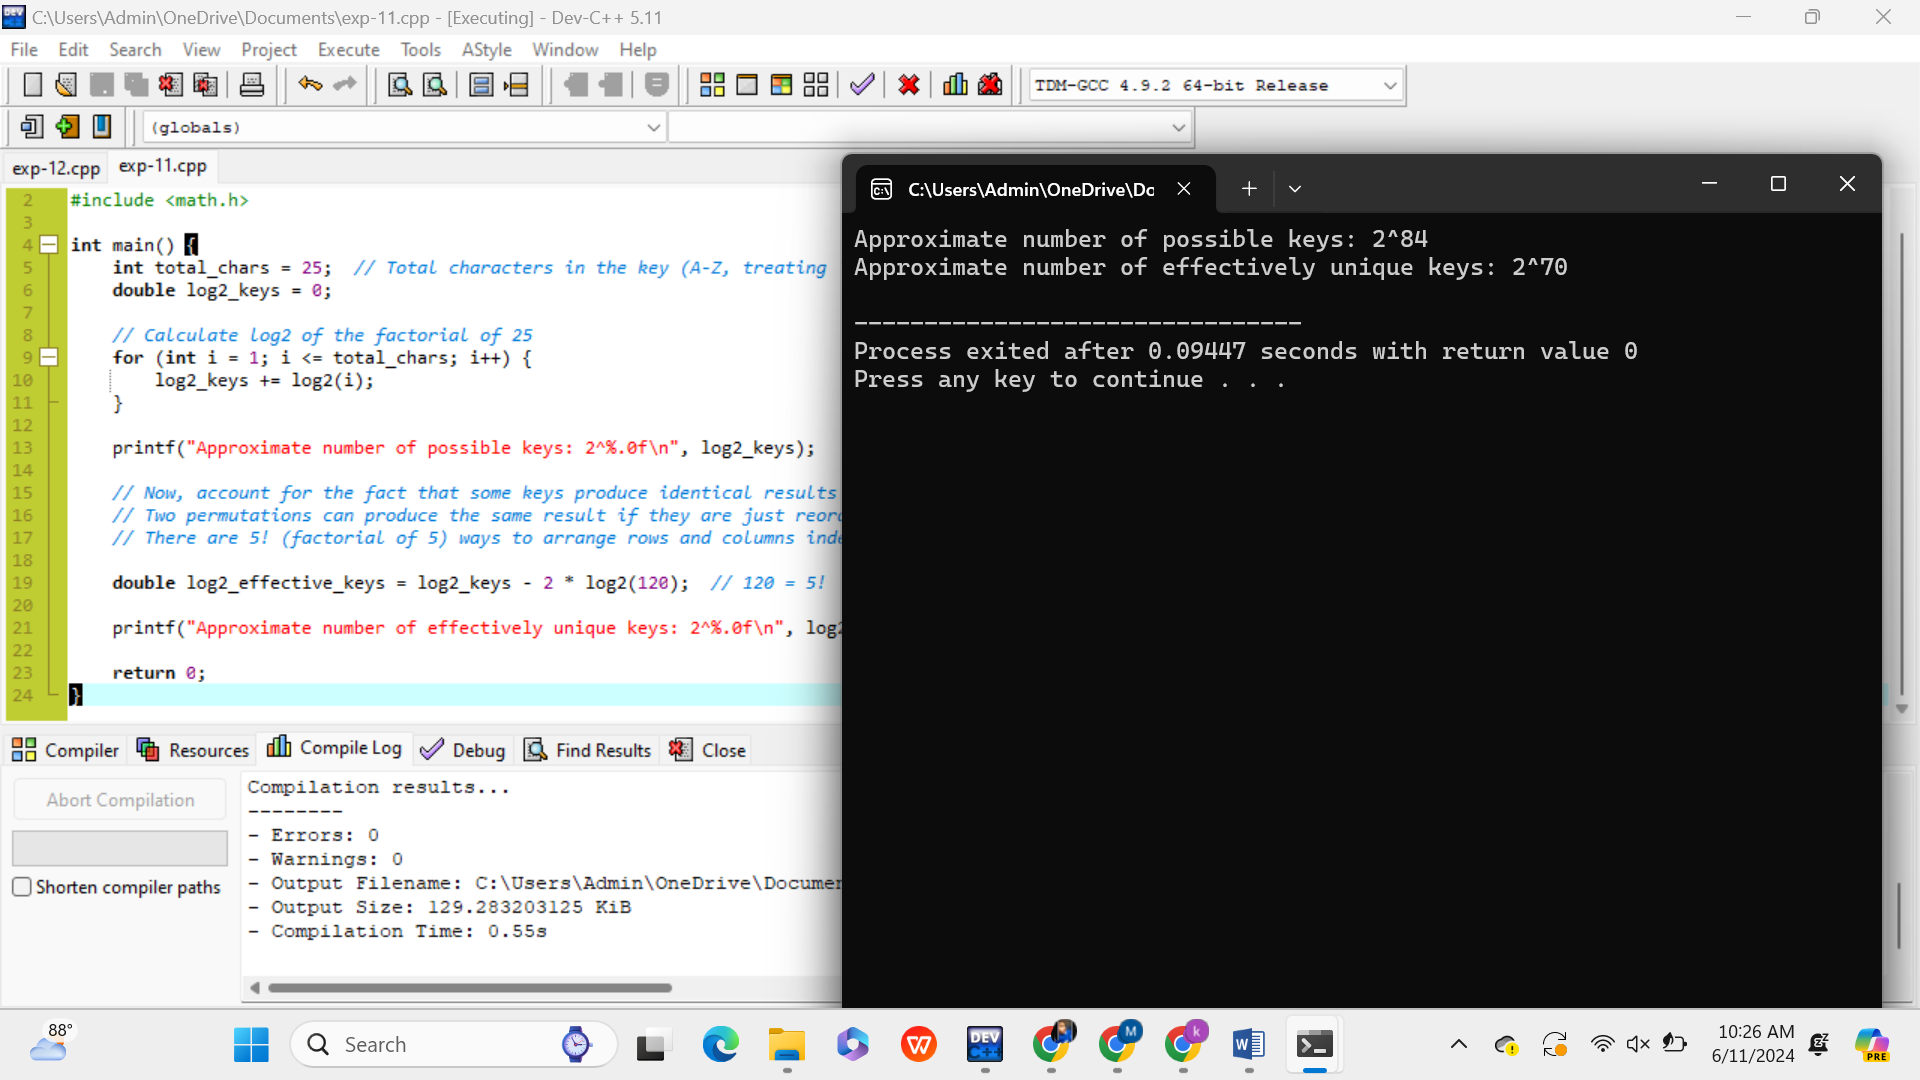 C:\Users\Admin\OneDrive\Documents\exp-11.cpp - [Executing] - Dev-C++ 5.11
File Edit Search View Project Execute Tools AStyle Window Help
TDM-GCC 4.9.2 64-bit Release
(globals)
exp-12.cpp exp-11.cpp
2 #include <math.h>
3
4 int main() {
5 int total_chars = 25; // Total characters in the key (A-Z, treating
6 double log2_keys = 0;
7
8 // Calculate log2 of the factorial of 25
9 for (int i = 1; i <= total_chars; i++) {
10 log2_keys += log2(i);
11 }
12
13 printf("Approximate number of possible keys: 2^%.0f\n", log2_keys);
14
15 // Now, account for the fact that some keys produce identical results
16 // Two permutations can produce the same result if they are just
17 // There are 5! (factorial of 5) ways to arrange rows and columns
18
19 double log2_effective_keys = log2_keys - 2 * log2(120); // 120 = 5!
20
21 printf("Approximate number of effectively unique keys: 2^%.0f\n", log2
22
23 return 0;
24 }
C:\Users\Admin\OneDrive\Do
Approximate number of possible keys: 2^84
Approximate number of effectively unique keys: 2^70
--------------------------------
Process exited after 0.09447 seconds with return value 0
Press any key to continue . . .
Compiler Resources Compile Log Debug Find Results Close
Abort Compilation
Shorten compiler paths
Compilation results...
--------
- Errors: 0
- Warnings: 0
- Output Filename: C:\Users\Admin\OneDrive\Documen
- Output Size: 129.283203125 KiB
- Compilation Time: 0.55s
88°
Search
DEV C++
M
k
W
PRE
10:26 AM
6/11/2024